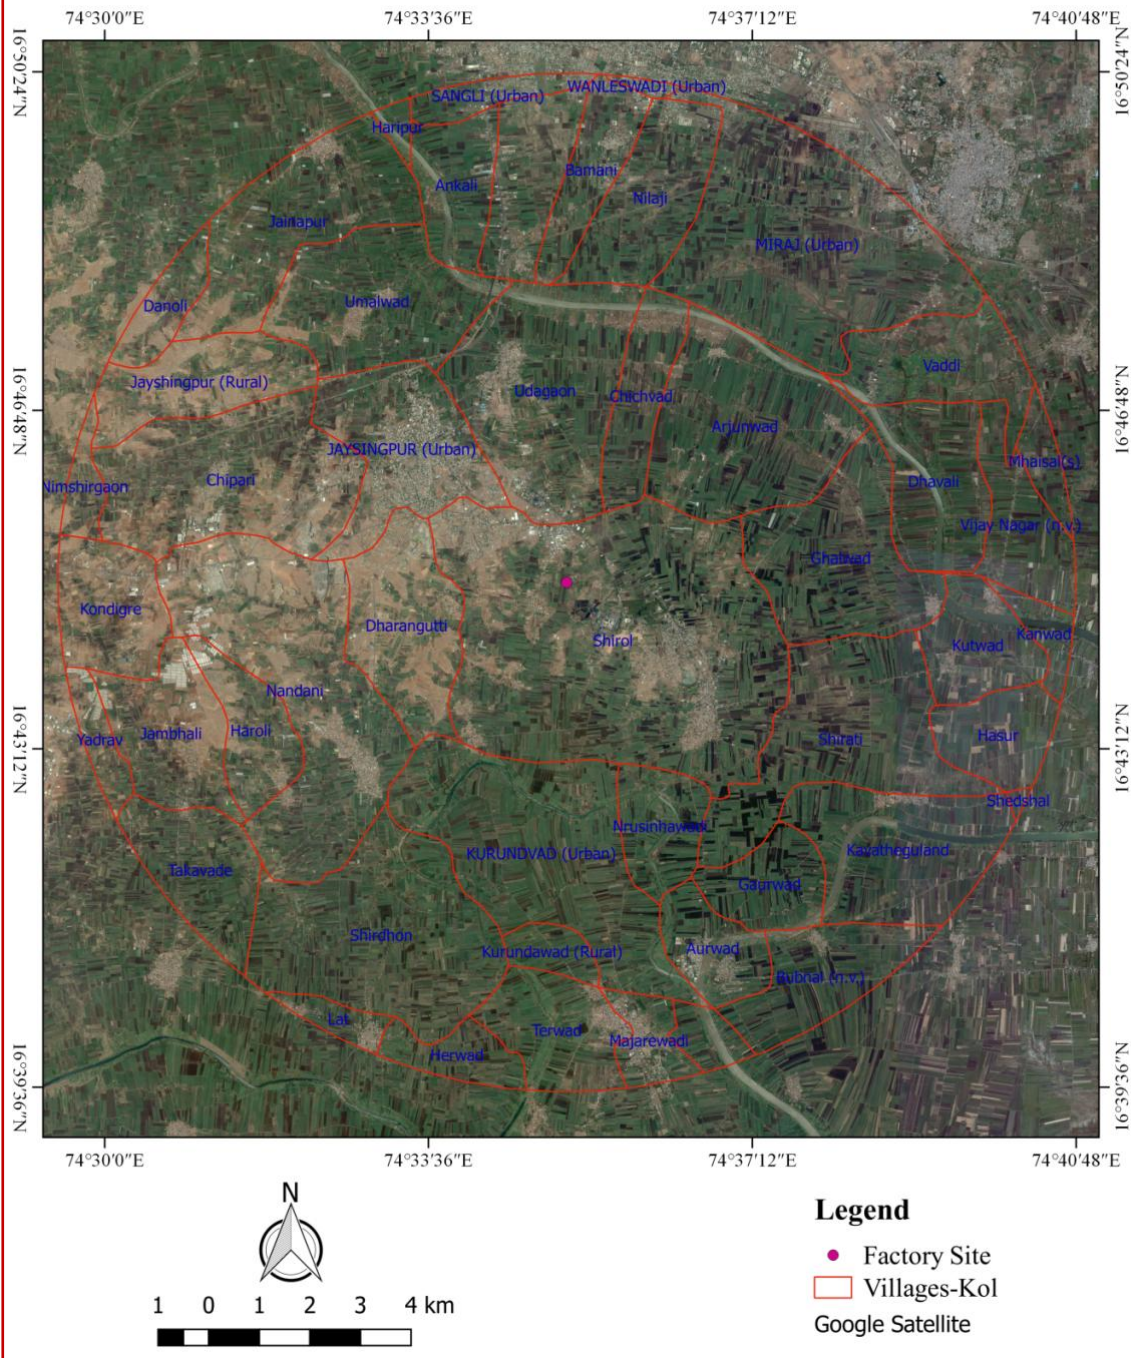 74°30'0"E 74°33'36"E 74°37'12"E 74°40'48"E
16°50'24"N 16°50'24"N
WANLESWADI (Urban)
SANGLI (Urban)
Haripur
Bamani
Ankali
Nilaji
Jainapur
MIRAJ (Urban)
Danoli
Umalwad
Vaddi
Jayshingpur (Rural)
Udagaon
Chichvad
16°46'48"N 16°46'48"N
Arjunwad
JAYSINGPUR (Urban)
Mhaisal(s)
Chipari
Dhavali
Nimshirgaon
Vijay Nagar (n.v.)
Ghalwad
Kondigre
Dharangutti
Kanwad
Shirol
Kutwad
Nandani
Haroli
Jambhali
Hasur
Yadrav
Shirati
16°43'12"N 16°43'12"N
Shedshal
Nrusinhawadi
Kavatheguland
KURUNDVAD (Urban)
Takavade
Gaurwad
Shirdhon
Aurwad
Kurundawad (Rural)
Bubnal (n.v.)
Lat
Terwad
Majarewadi
Herwad
16°39'36"N 16°39'36"N
74°30'0"E 74°33'36"E 74°37'12"E 74°40'48"E
N
1 0 1 2 3 4 km
Legend
Factory Site
Villages-Kol
Google Satellite